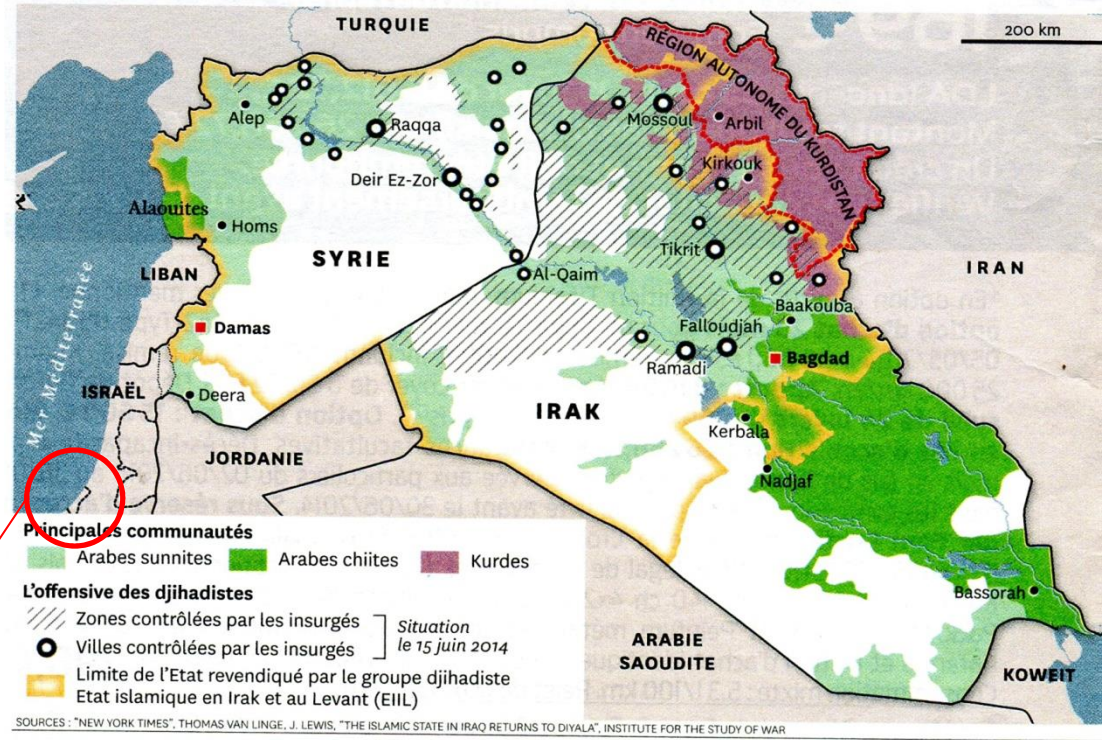 TURQUIE
200 km
RÉGION AUTONOME DU KURDISTAN
Alep
Raqqa
Mossoul
Arbil
Deir Ez-Zor
Kirkouk
Alaouites
Homs
SYRIE
Tikrit
LIBAN
Al-Qaim
IRAN
Baakouba
Damas
Falloudjah
Bagdad
Ramadi
Mer Méditerranée
ISRAËL
Deera
IRAK
Kerbala
JORDANIE
Nadjaf
Bassorah
ARABIE
SAOUDITE
KOWEIT
Principales communautés
Arabes sunnites Arabes chiites Kurdes
L'offensive des djihadistes
Zones contrôlées par les insurgés
Villes contrôlées par les insurgés
Situation
le 15 juin 2014
Limite de l'Etat revendiqué par le groupe djihadiste
Etat islamique en Irak et au Levant (EIIL)
SOURCES : "NEW YORK TIMES", THOMAS VAN LINGE, J. LEWIS, "THE ISLAMIC STATE IN IRAQ RETURNS TO DIYALA", INSTITUTE FOR THE STUDY OF WAR